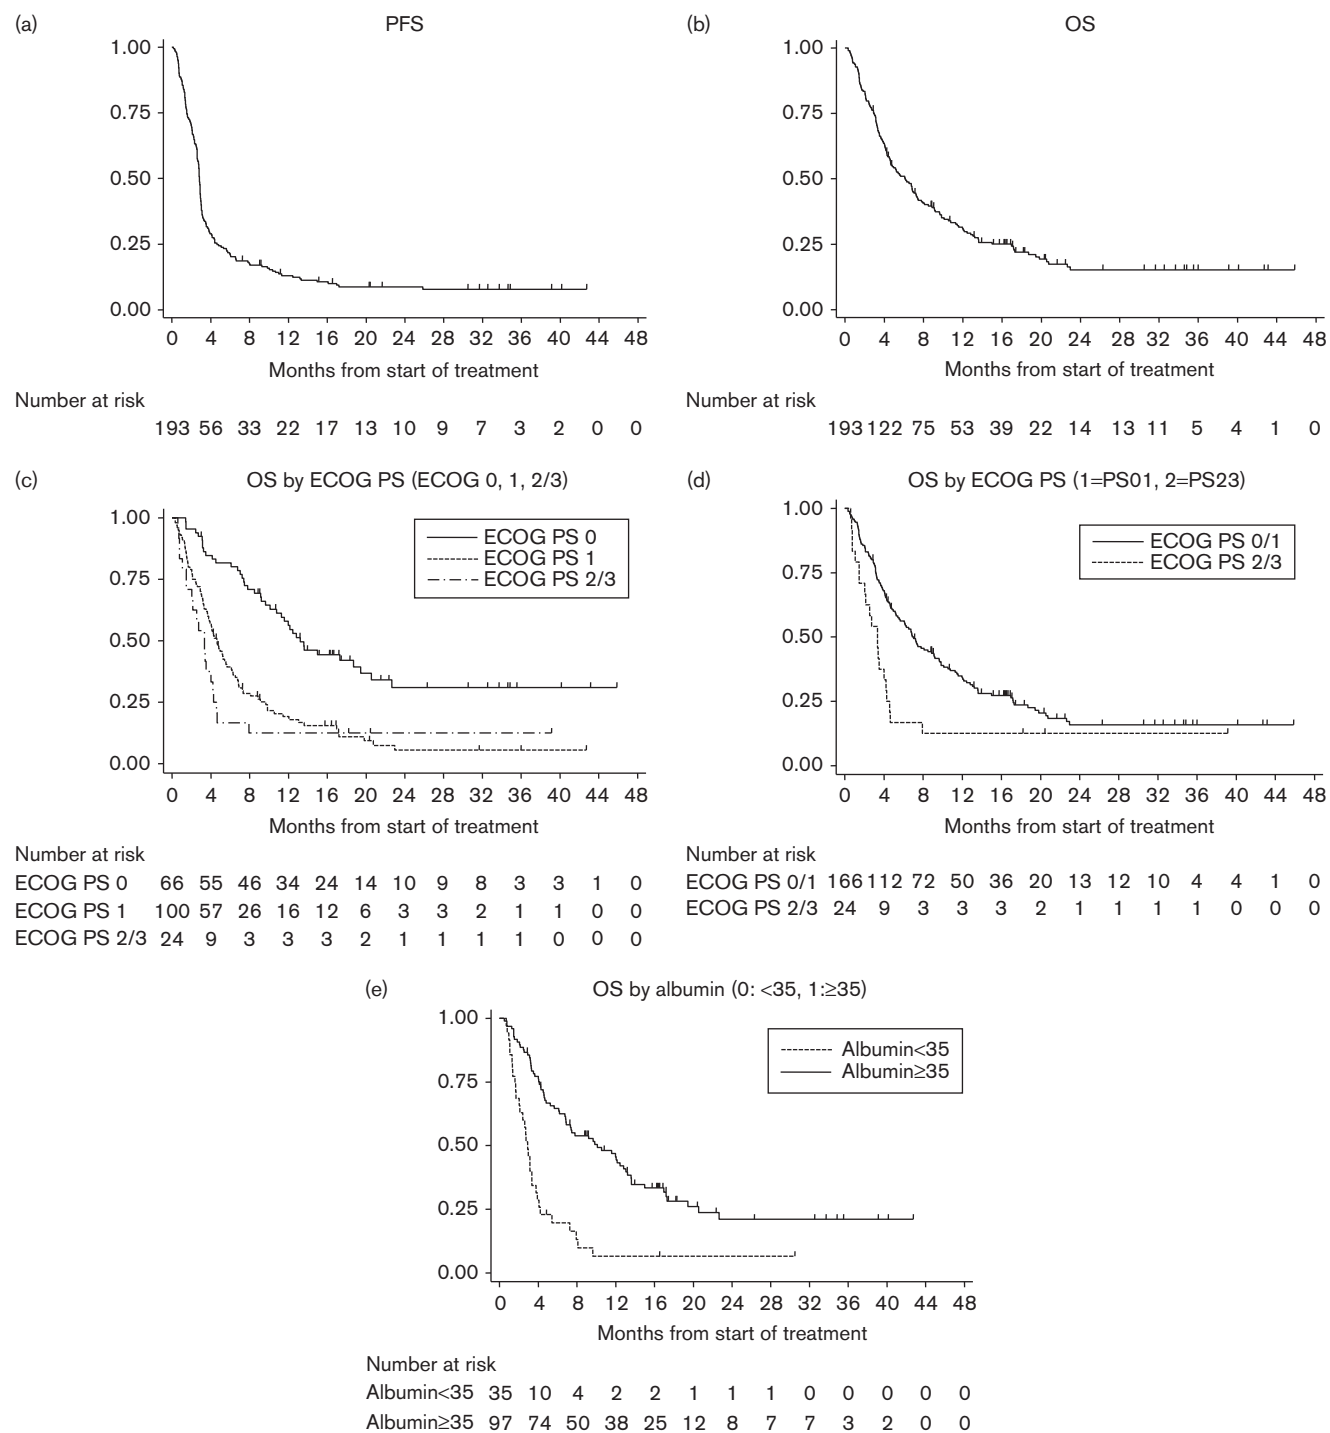 (a) PFS
1.00
0.75
0.50
0.25
0.00
0 4 8 12 16 20 24 28 32 36 40 44 48
Months from start of treatment
Number at risk
193 56 33 22 17 13 10 9 7 3 2 0 0
(b) OS
1.00
0.75
0.50
0.25
0.00
0 4 8 12 16 20 24 28 32 36 40 44 48
Months from start of treatment
Number at risk
193 122 75 53 39 22 14 13 11 5 4 1 0
(c) OS by ECOG PS (ECOG 0, 1, 2/3)
ECOG PS 0
ECOG PS 1
ECOG PS 2/3
1.00
0.75
0.50
0.25
0.00
0 4 8 12 16 20 24 28 32 36 40 44 48
Months from start of treatment
Number at risk
ECOG PS 0 66 55 46 34 24 14 10 9 8 3 3 1 0
ECOG PS 1 100 57 26 16 12 6 3 3 2 1 1 0 0
ECOG PS 2/3 24 9 3 3 3 2 1 1 1 1 0 0 0
(d) OS by ECOG PS (1=PS01, 2=PS23)
ECOG PS 0/1
ECOG PS 2/3
1.00
0.75
0.50
0.25
0.00
0 4 8 12 16 20 24 28 32 36 40 44 48
Months from start of treatment
Number at risk
ECOG PS 0/1 166 112 72 50 36 20 13 12 10 4 4 1 0
ECOG PS 2/3 24 9 3 3 3 2 1 1 1 1 0 0 0
(e) OS by albumin (0: <35, 1:≥35)
Albumin<35
Albumin≥35
1.00
0.75
0.50
0.25
0.00
0 4 8 12 16 20 24 28 32 36 40 44 48
Months from start of treatment
Number at risk
Albumin<35 35 10 4 2 2 1 1 1 0 0 0 0 0
Albumin≥35 97 74 50 38 25 12 8 7 7 3 2 0 0